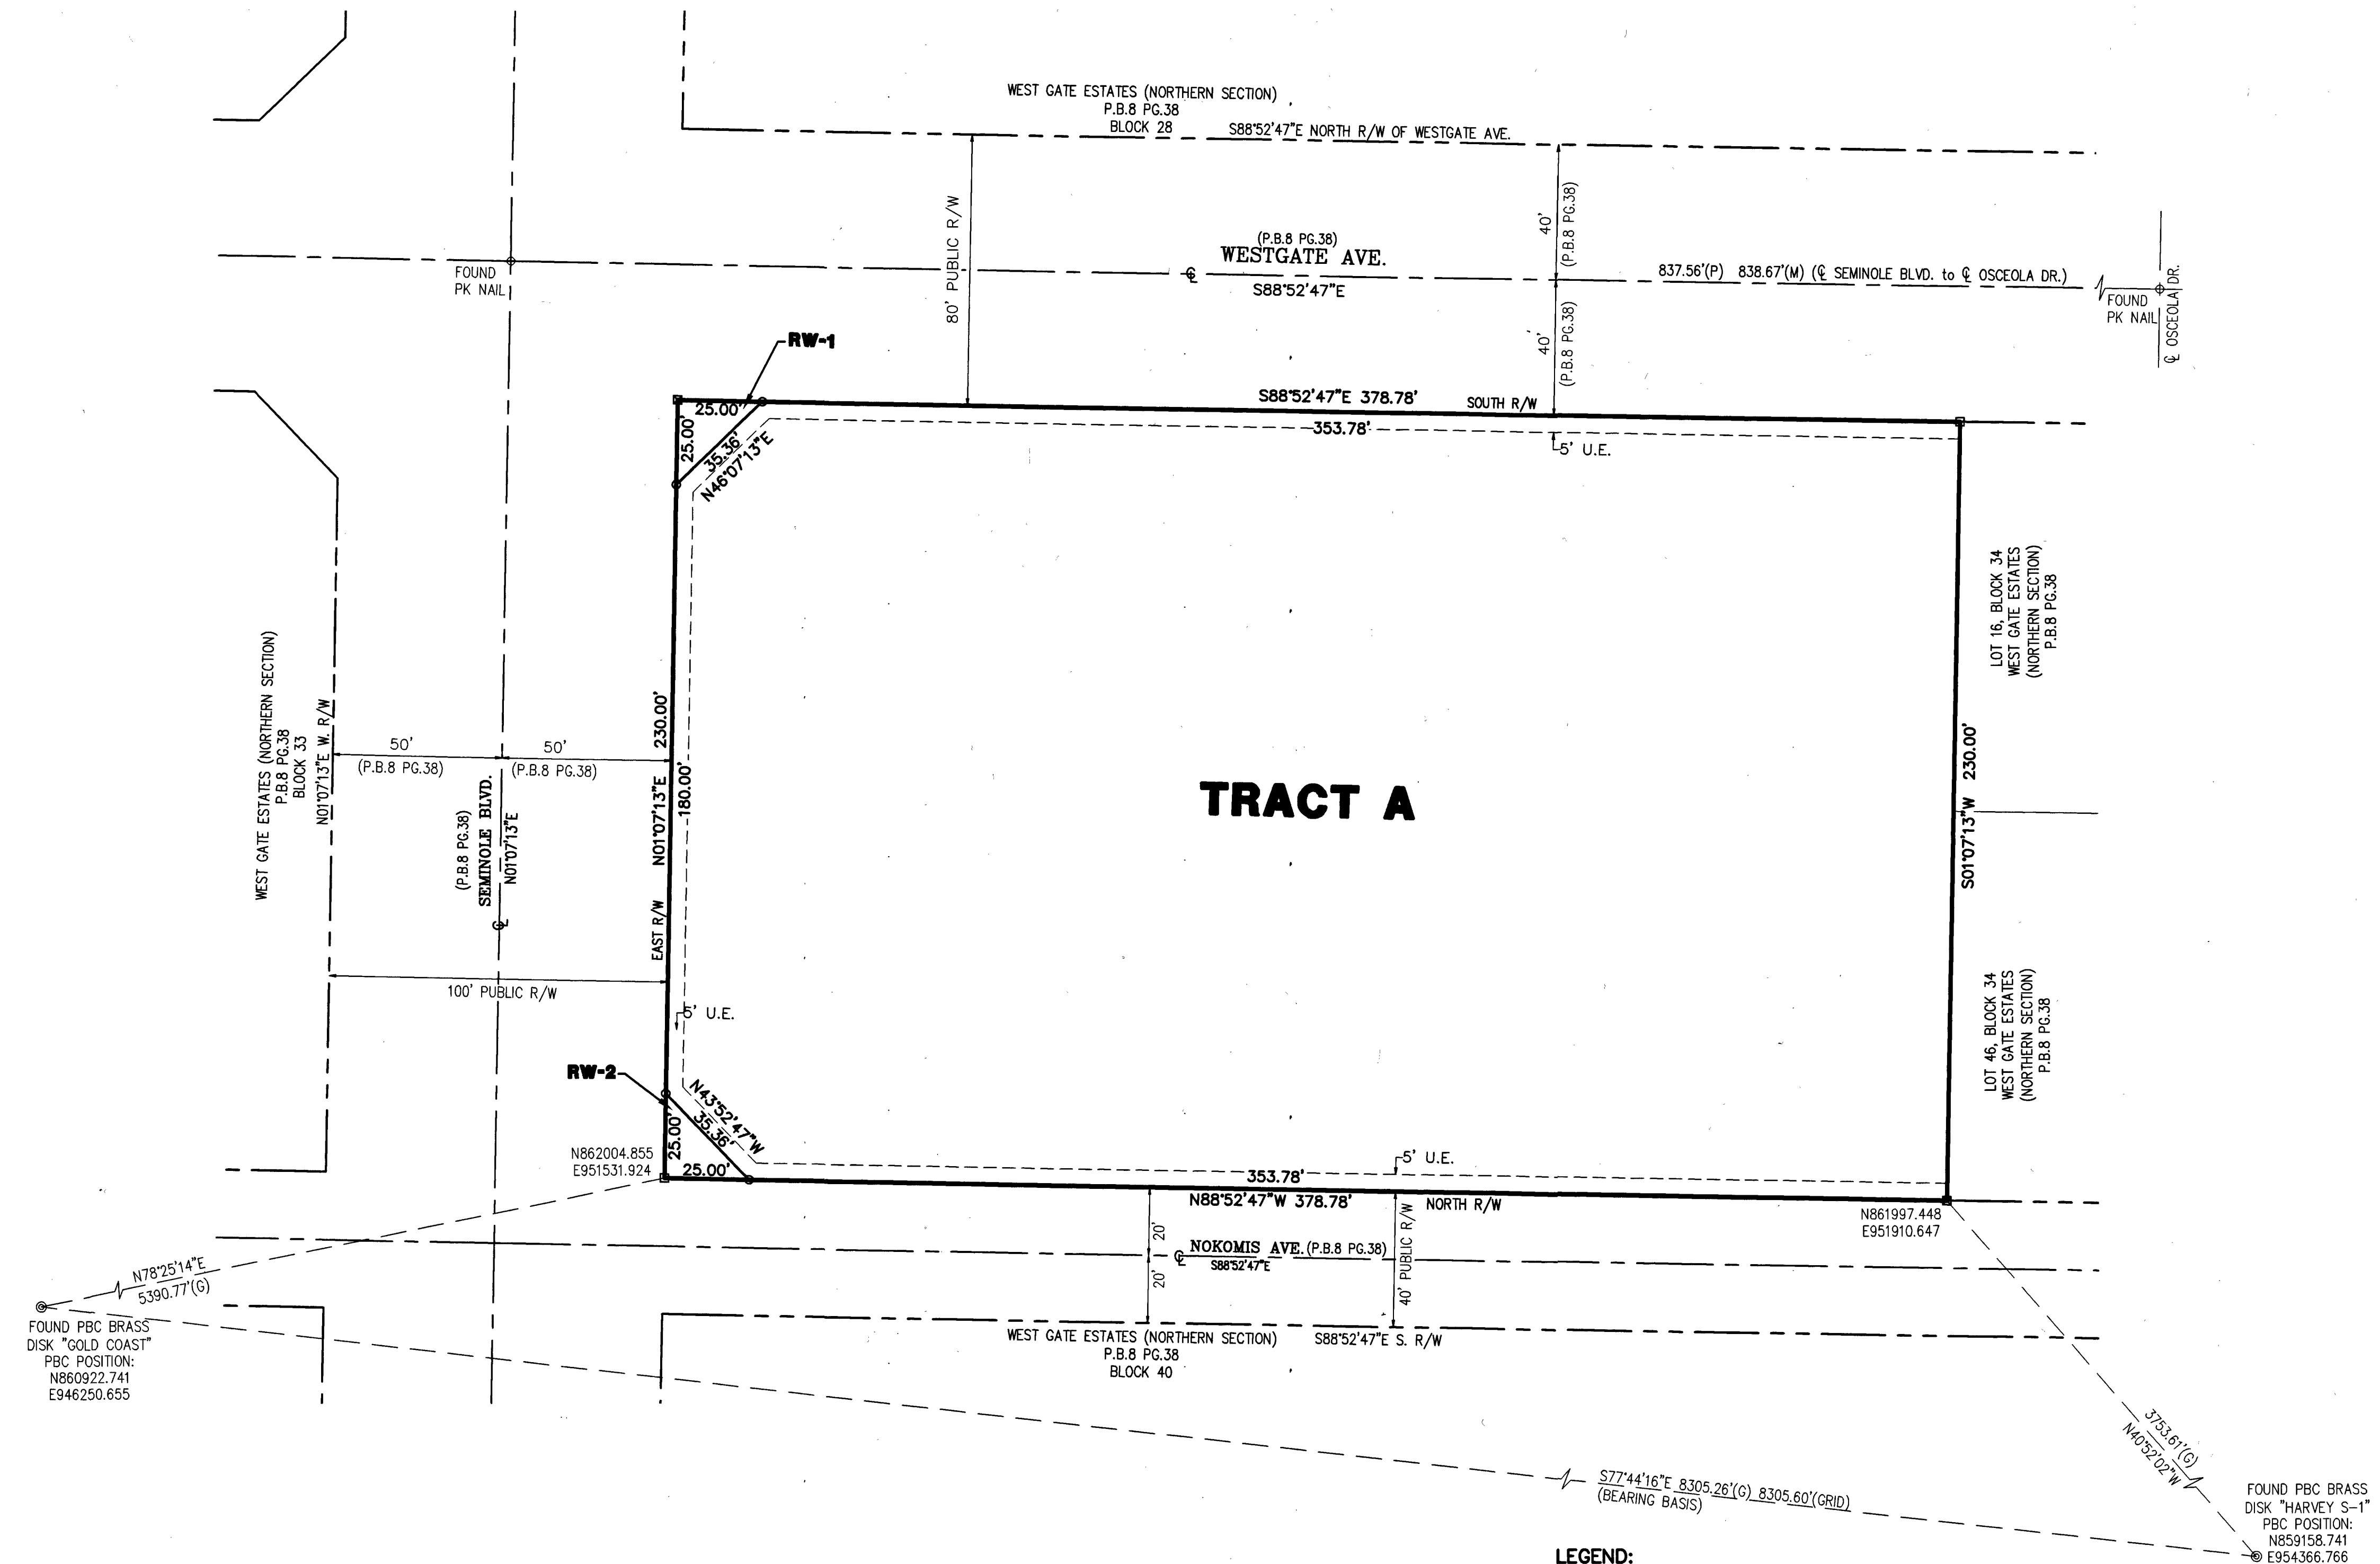 WEST GATE ESTATES (NORTHERN SECTION)
P.B.8 PG.38
BLOCK 28
S88°52'47"E NORTH R/W OF WESTGATE AVE.
80' PUBLIC R/W
40'
(P.B.8 PG.38)
40'
(P.B.8 PG.38)
(P.B.8 PG.38)
WESTGATE AVE.
℄
S88°52'47"E
837.56'(P) 838.67'(M) (℄ SEMINOLE BLVD. to ℄ OSCEOLA DR.)
FOUND
PK NAIL
FOUND
PK NAIL
℄ OSCEOLA DR.
RW-1
25.00'
25.00'
35.36'
N46°07'13"E
S88°52'47"E 378.78'
SOUTH R/W
353.78'
5' U.E.
LOT 16, BLOCK 34
WEST GATE ESTATES
(NORTHERN SECTION)
P.B.8 PG.38
WEST GATE ESTATES (NORTHERN SECTION)
P.B.8 PG.38
BLOCK 33
N01°07'13"E W. R/W
50'
(P.B.8 PG.38)
50'
(P.B.8 PG.38)
(P.B.8 PG.38)
SEMINOLE BLVD.
N01°07'13"E
℄
EAST R/W
N01°07'13"E
230.00'
180.00'
TRACT A
S01°07'13"W 230.00'
100' PUBLIC R/W
5' U.E.
LOT 46, BLOCK 34
WEST GATE ESTATES
(NORTHERN SECTION)
P.B.8 PG.38
RW-2
N43°52'47"W
35.36'
25.00'
25.00'
N862004.855
E951531.924
5' U.E.
353.78'
N88°52'47"W 378.78'
NORTH R/W
N861997.448
E951910.647
20'
20'
℄
NOKOMIS AVE. (P.B.8 PG.38)
S88°52'47"E
40' PUBLIC R/W
N78°25'14"E
5390.77'(G)
FOUND PBC BRASS
DISK "GOLD COAST"
PBC POSITION:
N860922.741
E946250.655
WEST GATE ESTATES (NORTHERN SECTION)
P.B.8 PG.38
BLOCK 40
S88°52'47"E S. R/W
3753.61'(G)
N40°52'02"W
S77°44'16"E 8305.26'(G) 8305.60'(GRID)
(BEARING BASIS)
FOUND PBC BRASS
DISK "HARVEY S-1"
PBC POSITION:
N859158.741
E954366.766
LEGEND: